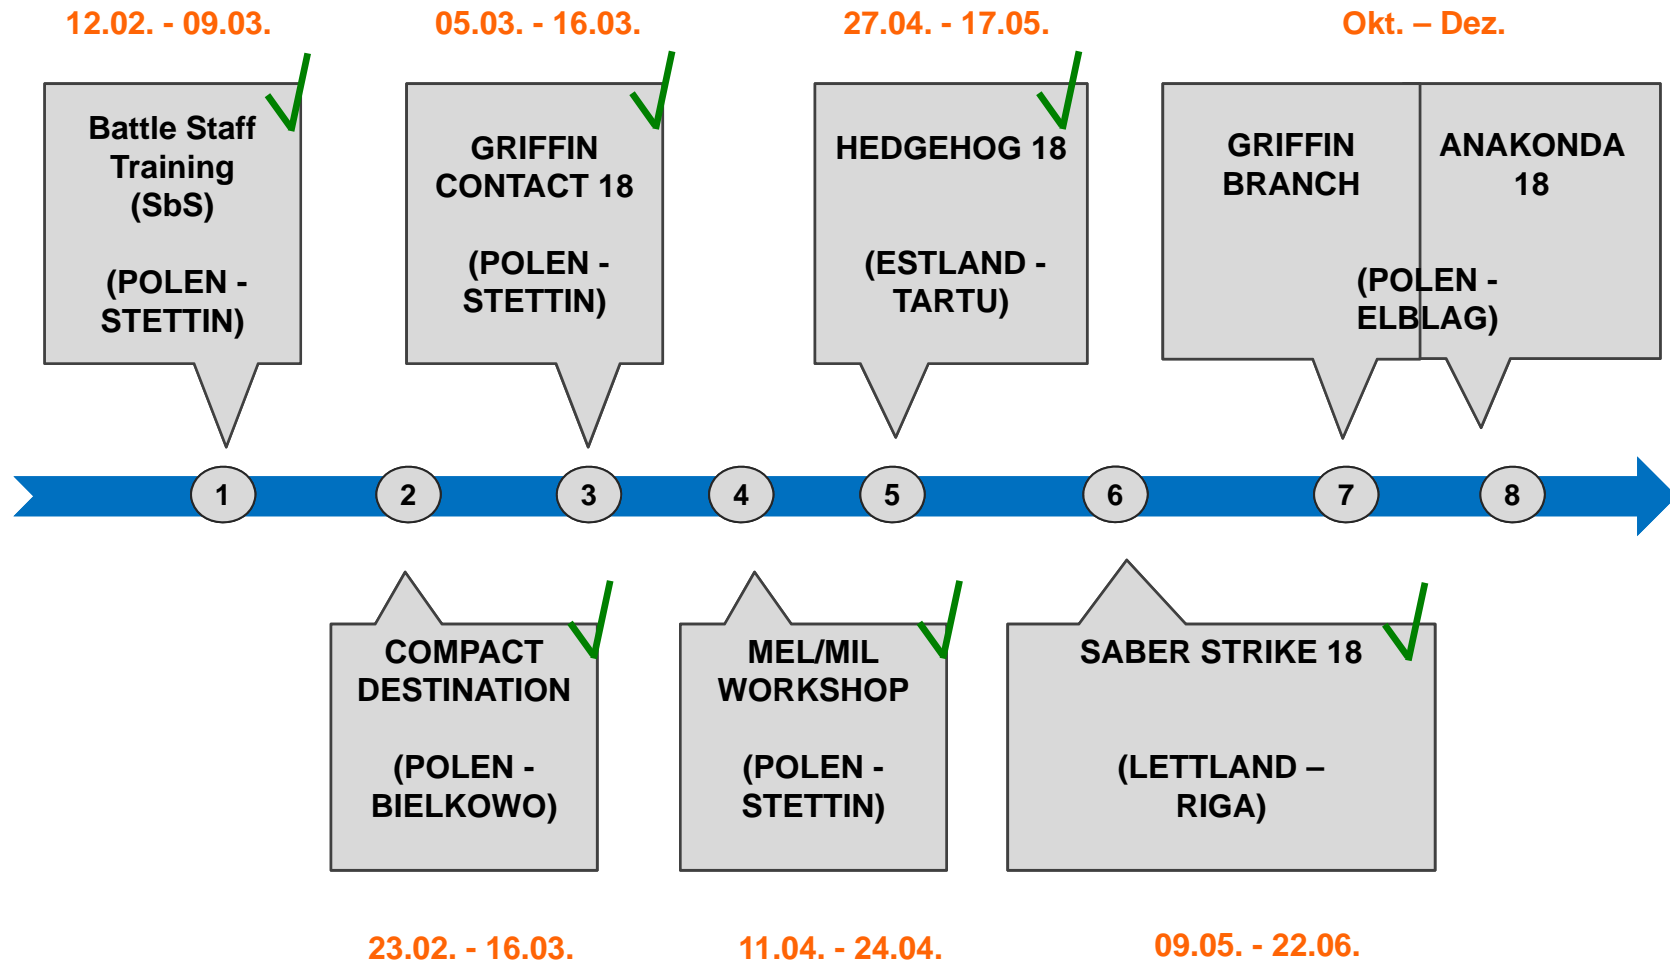 12.02. - 09.03.
05.03. - 16.03.
27.04. - 17.05.
Okt. – Dez.
Battle Staff
Training
(SbS)
(POLEN -
STETTIN)
GRIFFIN
CONTACT 18
(POLEN -
STETTIN)
HEDGEHOG 18
(ESTLAND -
TARTU)
GRIFFIN
BRANCH
ANAKONDA
18
(POLEN -
ELBLAG)
1
2
3
4
5
6
7
8
COMPACT
DESTINATION
(POLEN -
BIELKOWO)
MEL/MIL
WORKSHOP
(POLEN -
STETTIN)
SABER STRIKE 18
(LETTLAND –
RIGA)
23.02. - 16.03.
11.04. - 24.04.
09.05. - 22.06.